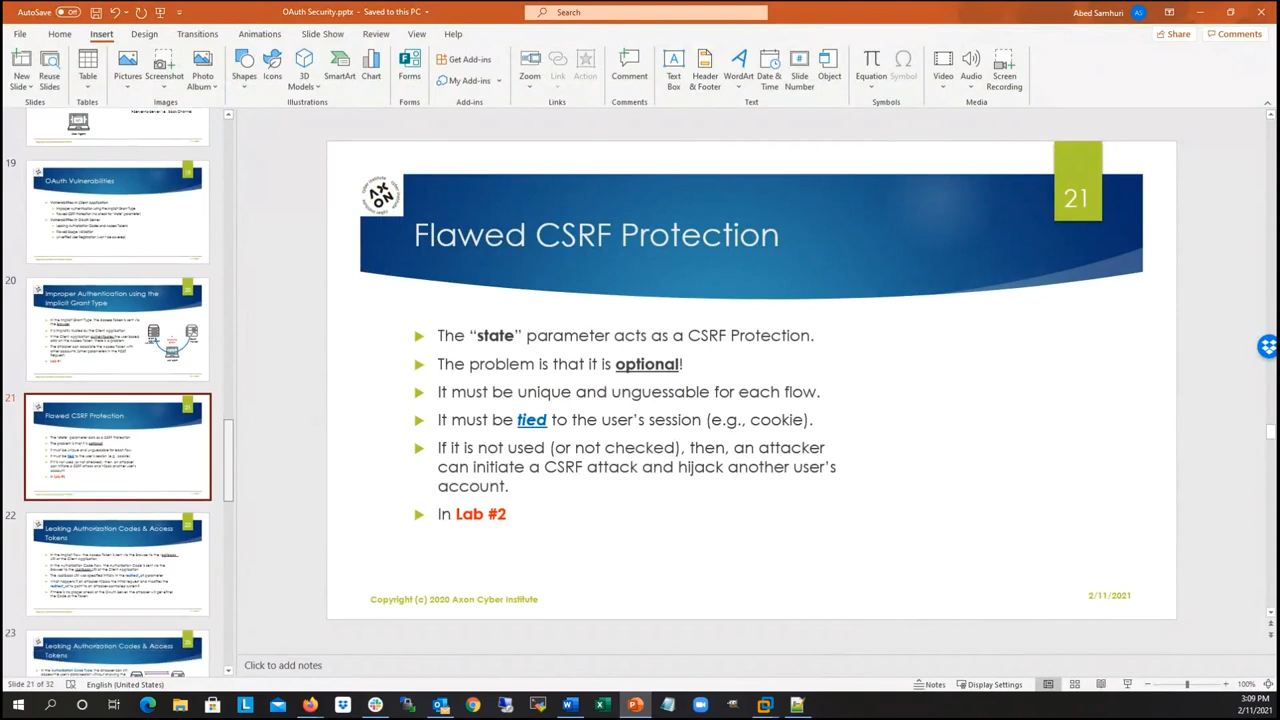 AutoSave Off
OAuth Security.pptx - Saved to this PC
Search
Abed Samhuri AS
File Home Insert Design Transitions Animations Slide Show Review View Help
Share Comments
New Slide
Reuse Slides
Table
Pictures
Screenshot
Photo Album
Shapes
Icons
3D Models
SmartArt
Chart
Forms
Get Add-ins
My Add-ins
Zoom
Link
Action
Comment
Text Box
Header & Footer
WordArt
Date & Time
Slide Number
Object
Equation
Symbol
Video
Audio
Screen Recording
Slides Tables Images Illustrations Forms Add-ins Links Comments Text Symbols Media
19
OAuth Vulnerabilities
20
Improper Authentication using the
Implicit Grant Type
21
Flawed CSRF Protection
22
Leaking Authorization Codes & Access
Tokens
23
Leaking Authorization Codes & Access
Tokens
21
Flawed CSRF Protection
The “state” parameter acts as a CSRF Protection.
The problem is that it is optional!
It must be unique and unguessable for each flow.
It must be tied to the user’s session (e.g., cookie).
If it is not used (or not checked), then, an attacker
can initiate a CSRF attack and hijack another user’s
account.
In Lab #2
Copyright (c) 2020 Axon Cyber Institute
2/11/2021
Click to add notes
Slide 21 of 32 English (United States) Notes Display Settings 100%
3:09 PM
2/11/2021